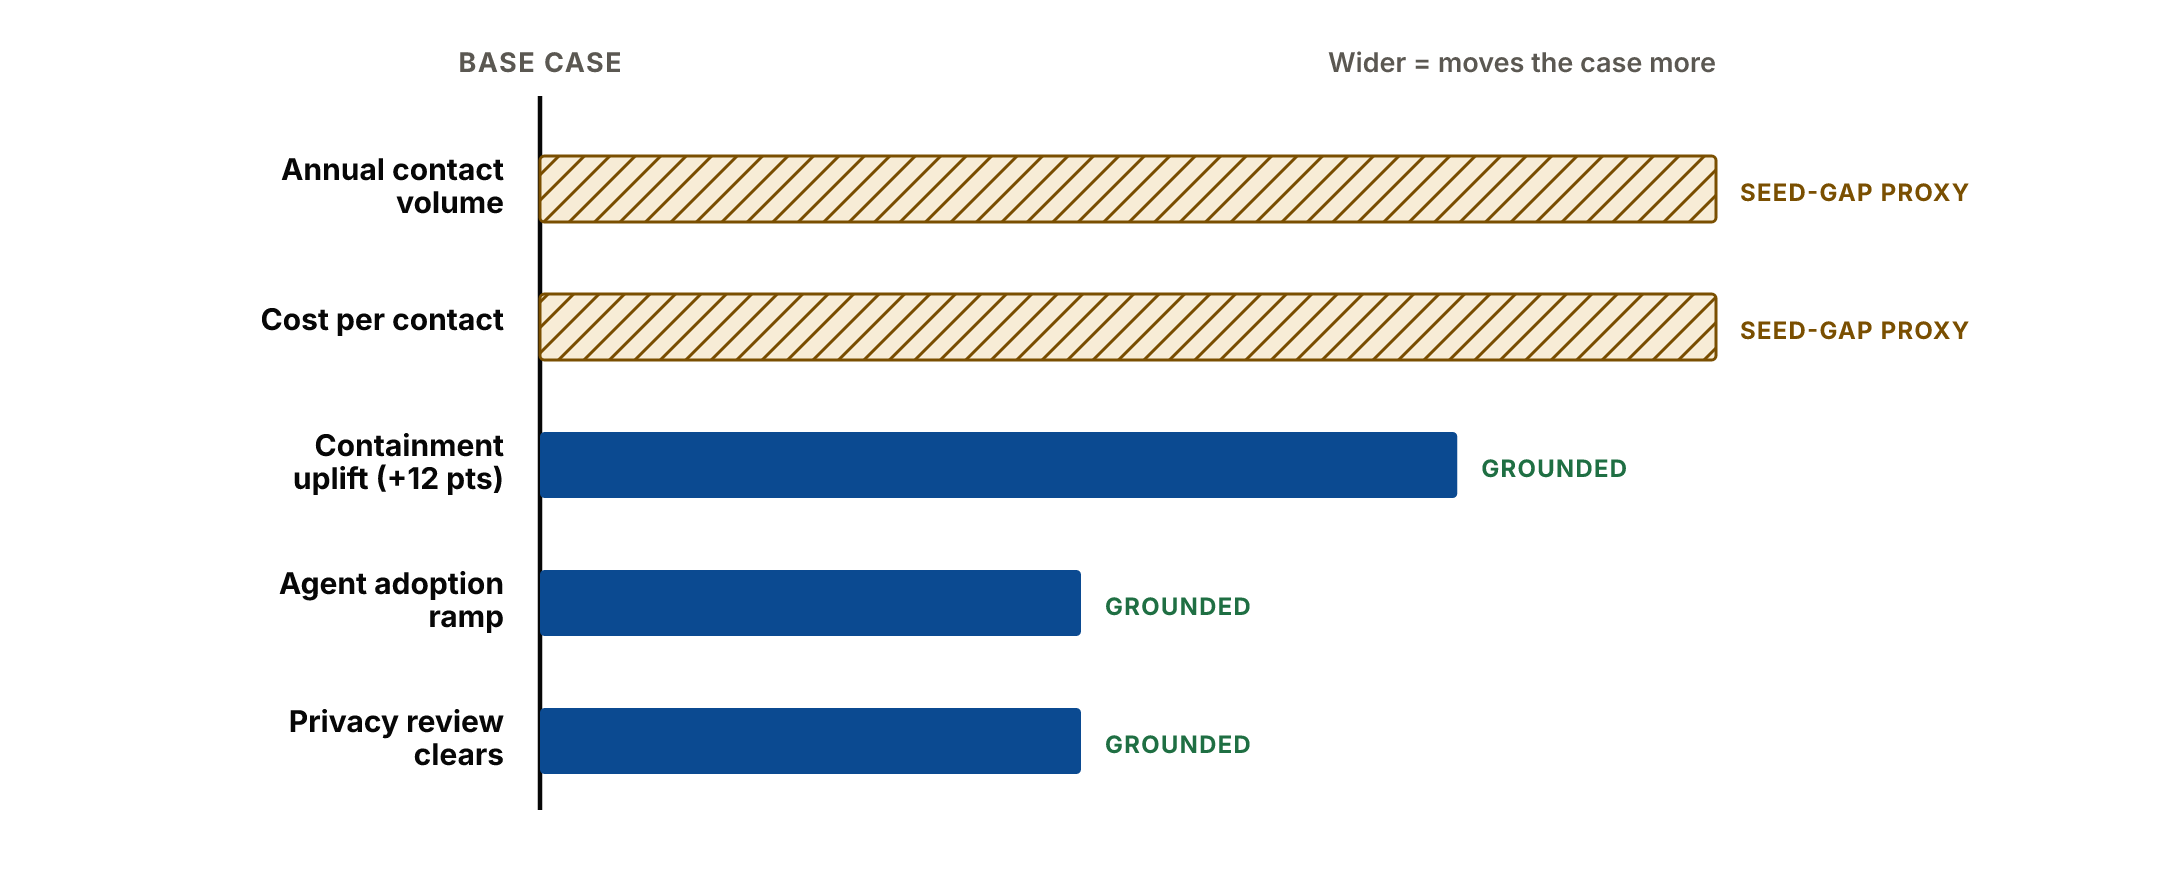 BASE CASE
Wider = moves the case more
Annual contact
volume
SEED-GAP PROXY
Cost per contact
SEED-GAP PROXY
Containment
uplift (+12 pts)
GROUNDED
Agent adoption
ramp
GROUNDED
Privacy review
clears
GROUNDED